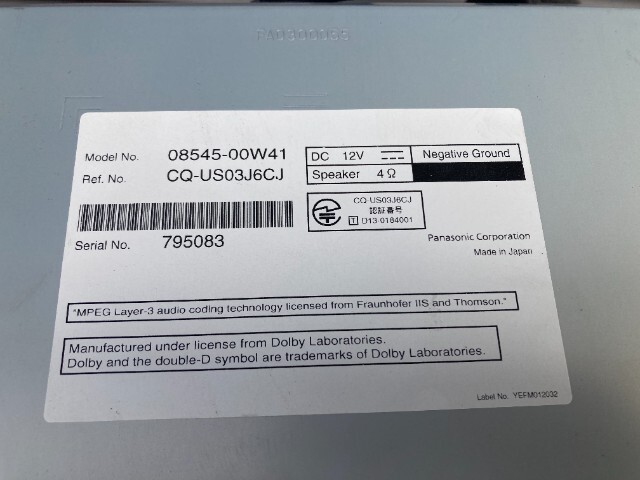 FA0300035
Model No. 08545-00W41
Ref. No. CQ-US03J6CJ
DC 12V
Negative Ground
Speaker 4 Ω
CQ-US03J6CJ
認証番号
T D13-0184001
Serial No. 795083
Panasonic Corporation
Made in Japan
"MPEG Layer-3 audio coding technology licensed from Fraunhofer IIS and Thomson."
Manufactured under license from Dolby Laboratories.
Dolby and the double-D symbol are trademarks of Dolby Laboratories.
Label No. YEFM012032